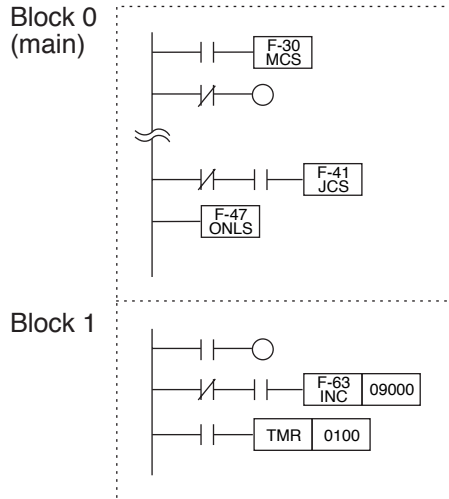 Block 0
(main)
F-30
MCS
F-41
JCS
F-47
ONLS
Block 1
F-63
INC
09000
TMR
0100